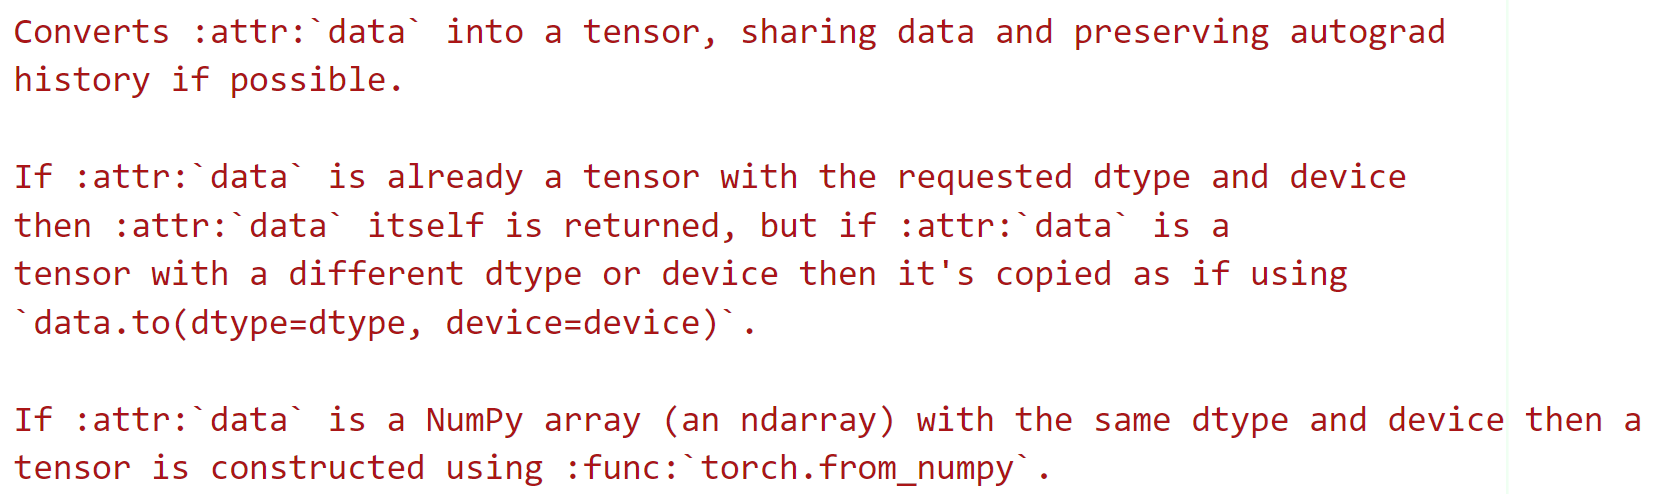 Converts :attr:`data` into a tensor, sharing data and preserving autograd
history if possible.
If :attr:`data` is already a tensor with the requested dtype and device
then :attr:`data` itself is returned, but if :attr:`data` is a
tensor with a different dtype or device then it's copied as if using
`data.to(dtype=dtype, device=device)`.
If :attr:`data` is a NumPy array (an ndarray) with the same dtype and device then a
tensor is constructed using :func:`torch.from_numpy`.